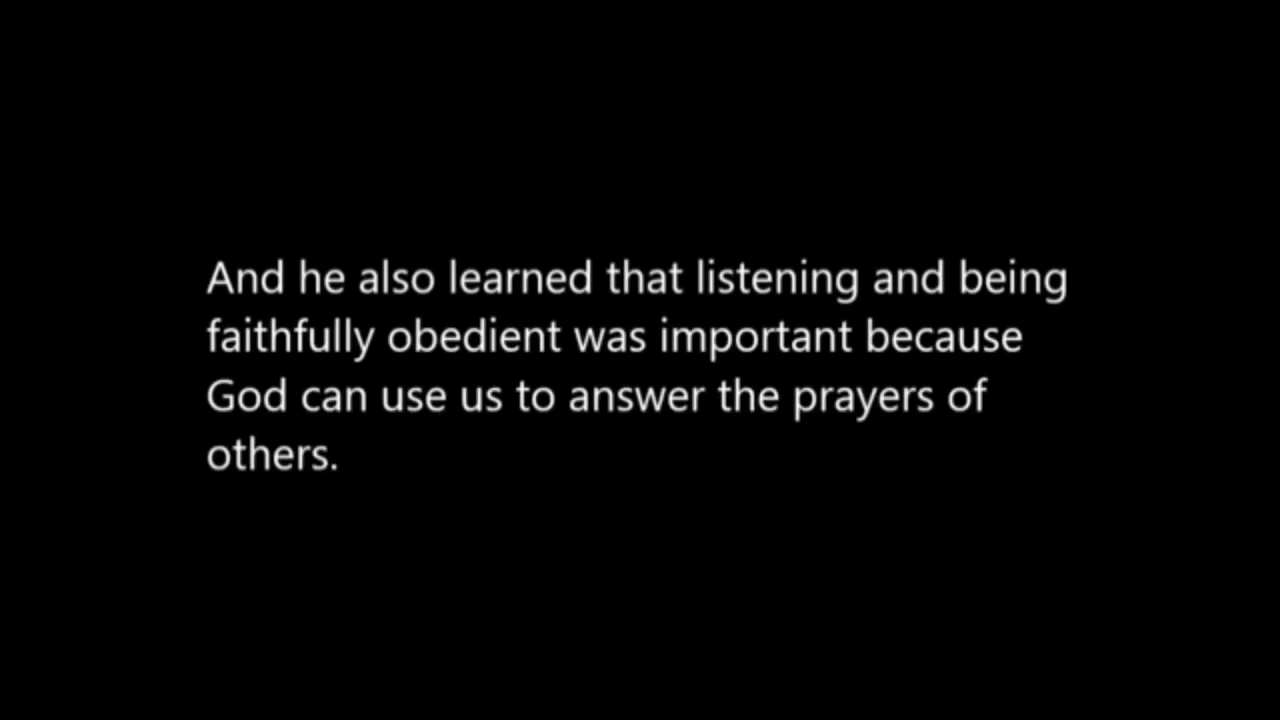 And he also learned that listening and being
faithfully obedient was important because
God can use us to answer the prayers of
others.